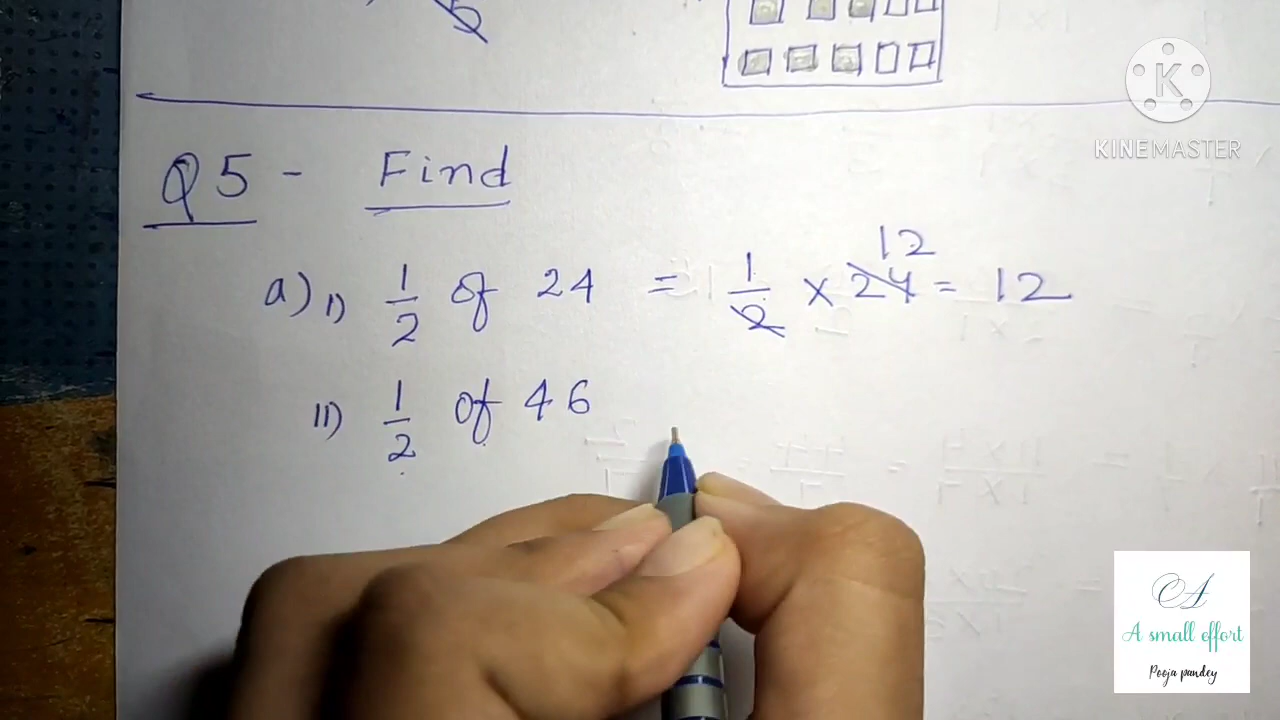 5
KINEMASTER
Q5 - Find
a) i) 1/2 of 24 = 1/2 × 24 12 = 12
ii) 1/2 of 46
A
A small effort
Pooja pandey